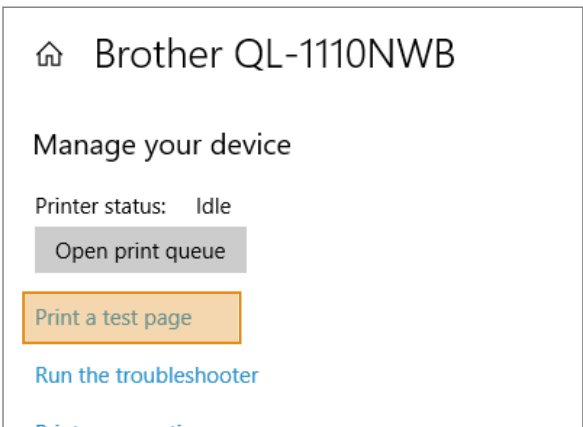 Brother QL-1110NWB
Manage your device
Printer status: Idle
Open print queue
Print a test page
Run the troubleshooter